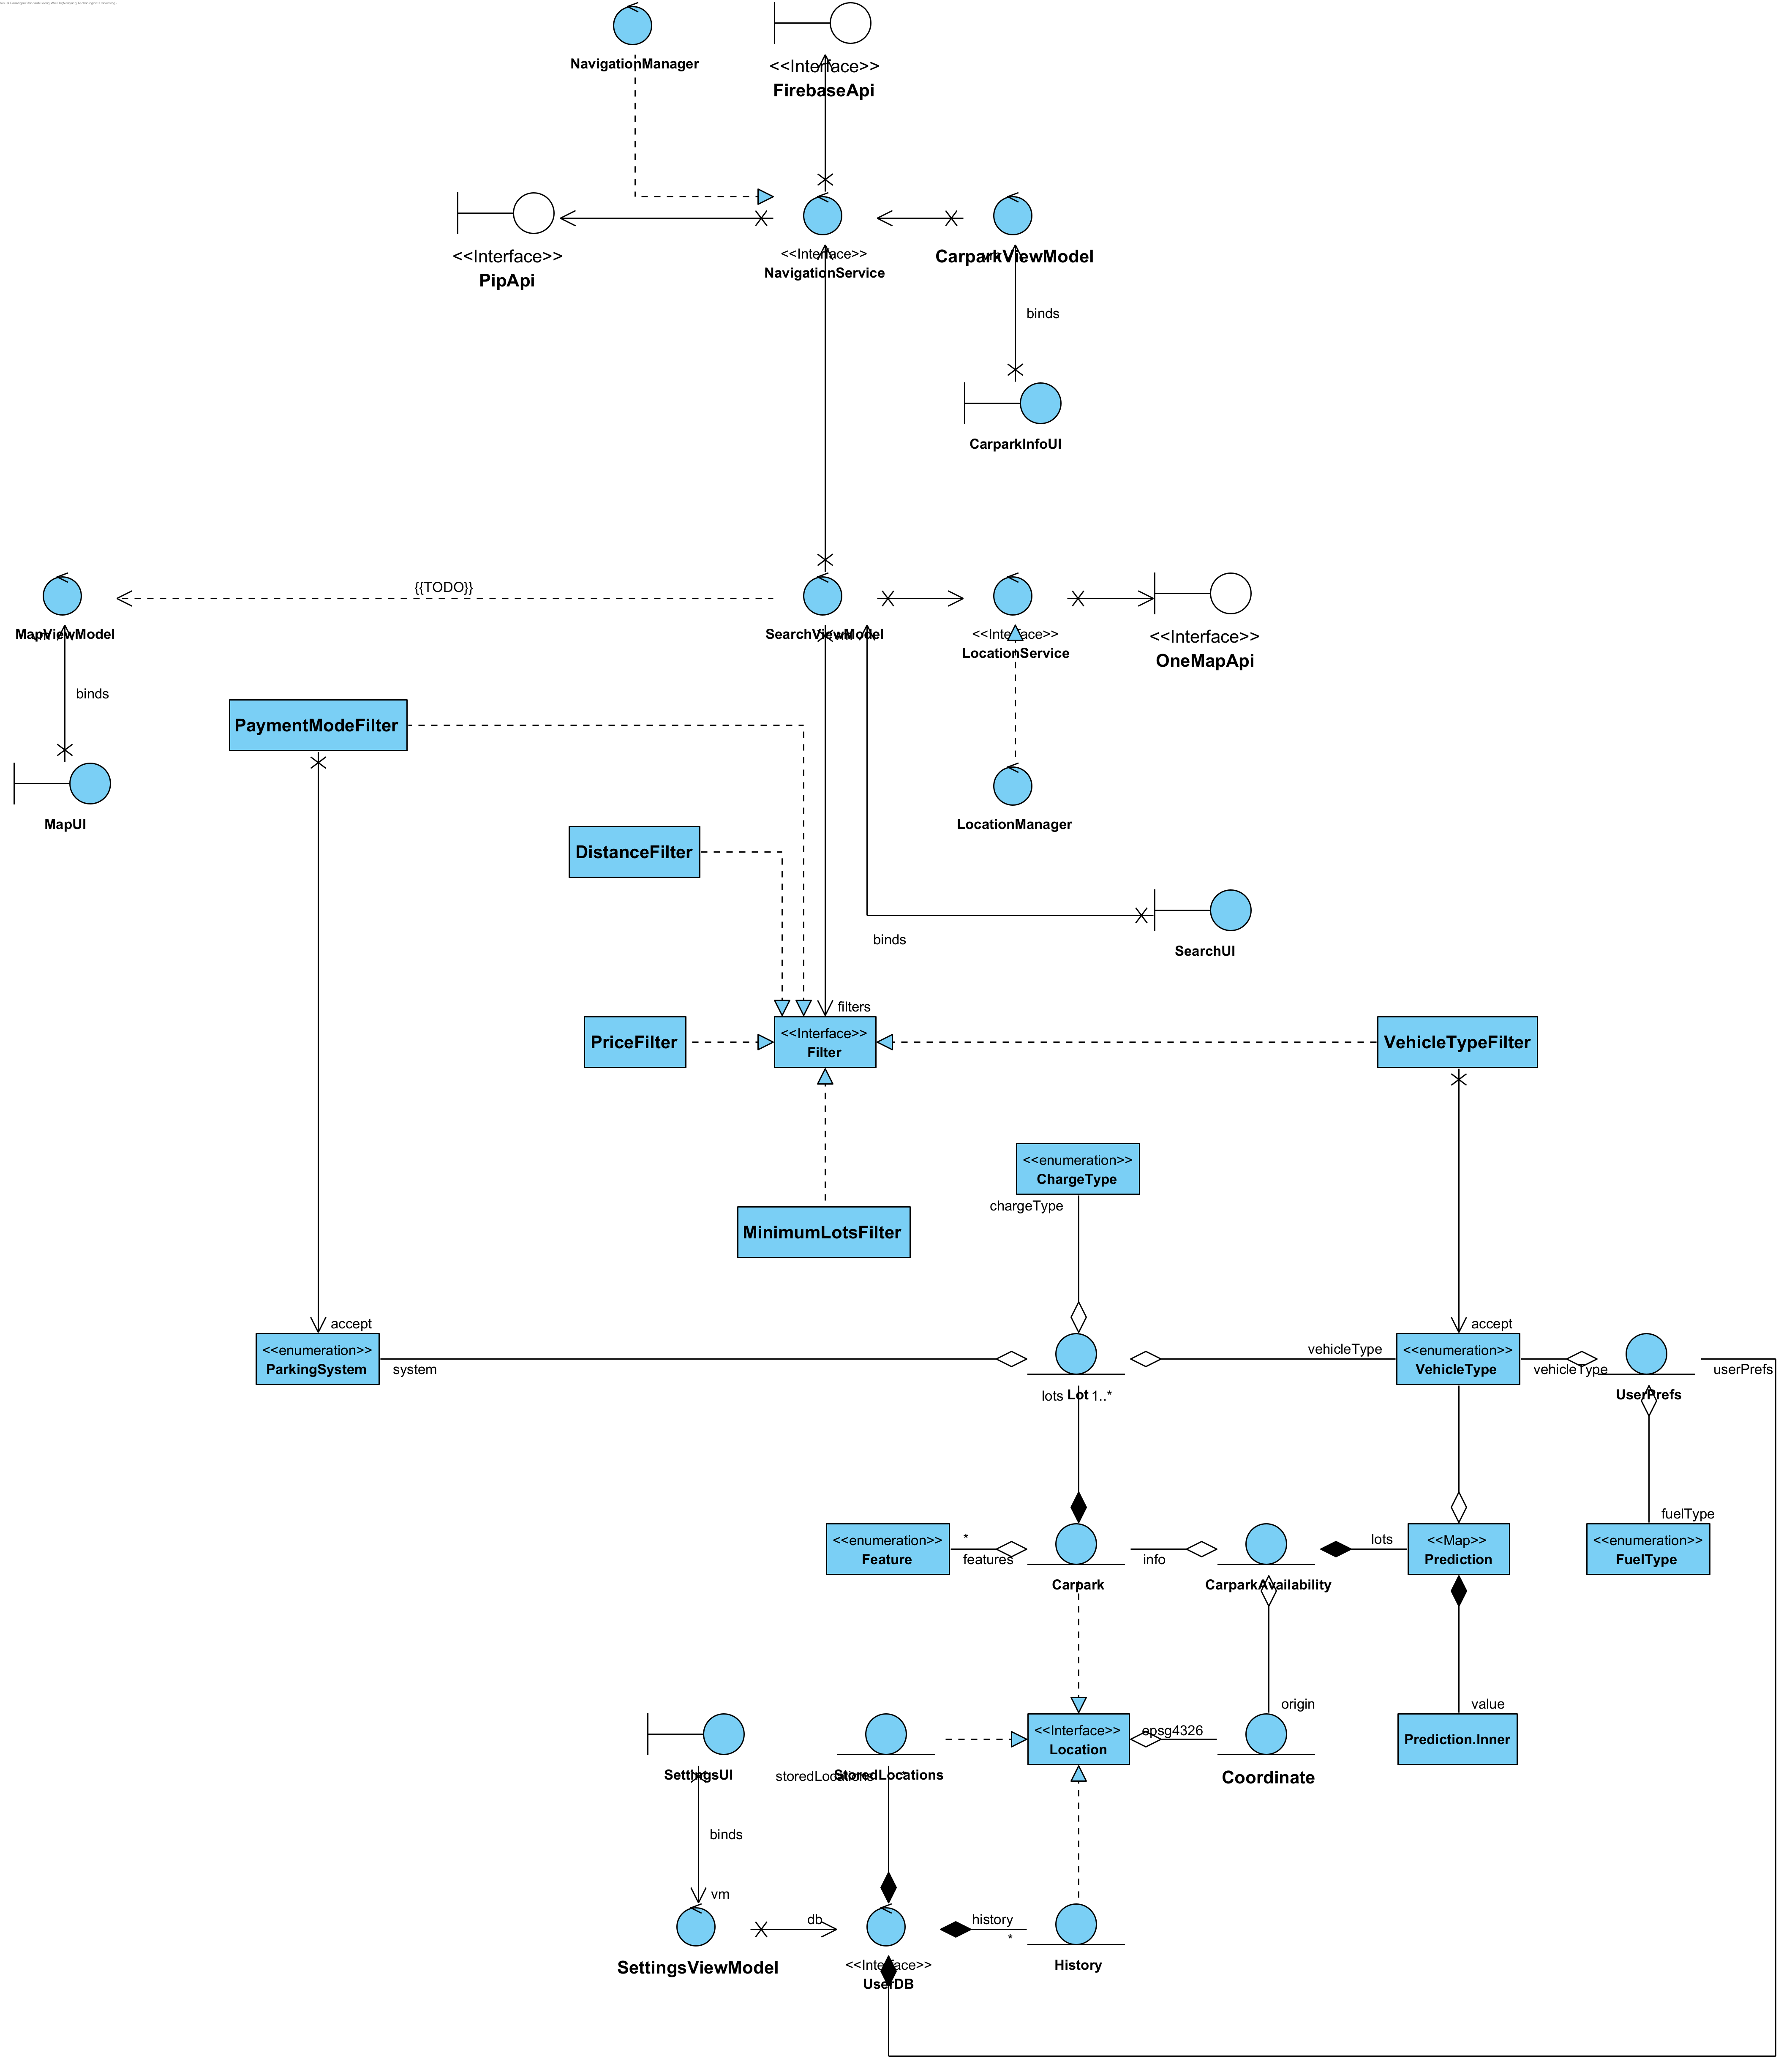 NavigationManager
<<Interface>>
FirebaseApi
<<Interface>>
PipApi
<<Interface>>
NavigationService
CarparkViewModel
vm
binds
CarparkInfoUI
{{TODO}}
MapViewModel
vm
SearchViewModel
vm
<<Interface>>
LocationService
<<Interface>>
OneMapApi
binds
PaymentModeFilter
MapUI
LocationManager
DistanceFilter
binds
SearchUI
filters
PriceFilter
<<Interface>>
Filter
VehicleTypeFilter
<<enumeration>>
ChargeType
chargeType
MinimumLotsFilter
accept
accept
<<enumeration>>
ParkingSystem
system
vehicleType
<<enumeration>>
VehicleType
vehicleType
userPrefs
lots
Lot
1..*
UserPrefs
fuelType
<<enumeration>>
Feature
*
features
Carpark
info
CarparkAvailability
lots
<<Map>>
Prediction
<<enumeration>>
FuelType
origin
value
<<Interface>>
Location
epsg4326
Prediction.Inner
SettingsUI
storedLocations
*
StoredLocations
Coordinate
binds
vm
db
history
*
SettingsViewModel
<<Interface>>
UserDB
History